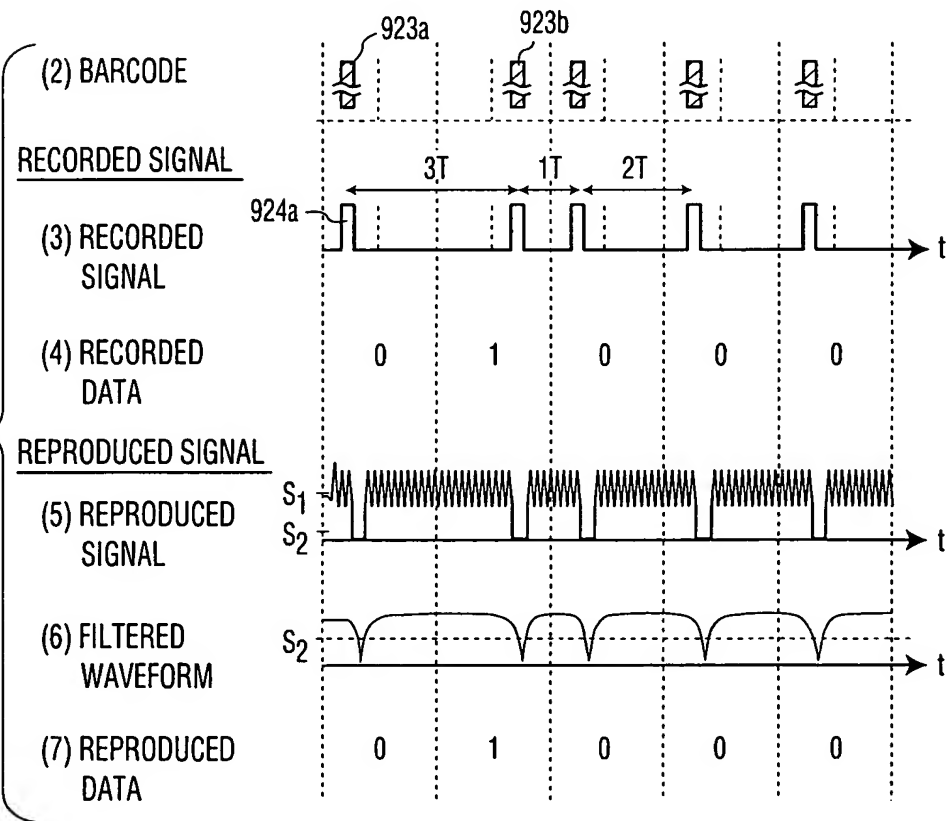 923a 923b
(2) BARCODE
RECORDED SIGNAL
3T 1T 2T
924a
(3) RECORDED
SIGNAL
t
(4) RECORDED
DATA
0 1 0 0 0
REPRODUCED SIGNAL
S1
(5) REPRODUCED
SIGNAL
S2
t
(6) FILTERED
WAVEFORM
S2
t
(7) REPRODUCED
DATA
0 1 0 0 0